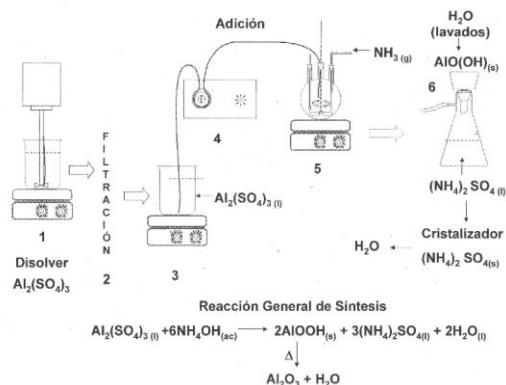 Adición
H₂O
(lavados)
NH₃ (g)
AlO(OH)(s)
6
4
5
FILTRACIÓN
Al₂(SO₄)₃ (l)
(NH₄)₂ SO₄ (l)
1
Disolver
Al₂(SO₄)₃
2
3
Cristalizador
H₂O
(NH₄)₂ SO₄(s)
Reacción General de Síntesis
Al₂(SO₄)₃ (l) +6NH₄OH(ac) → 2AlOOH(s) + 3(NH₄)₂SO₄(l) + 2H₂O(l)
Δ
Al₂O₃ + H₂O